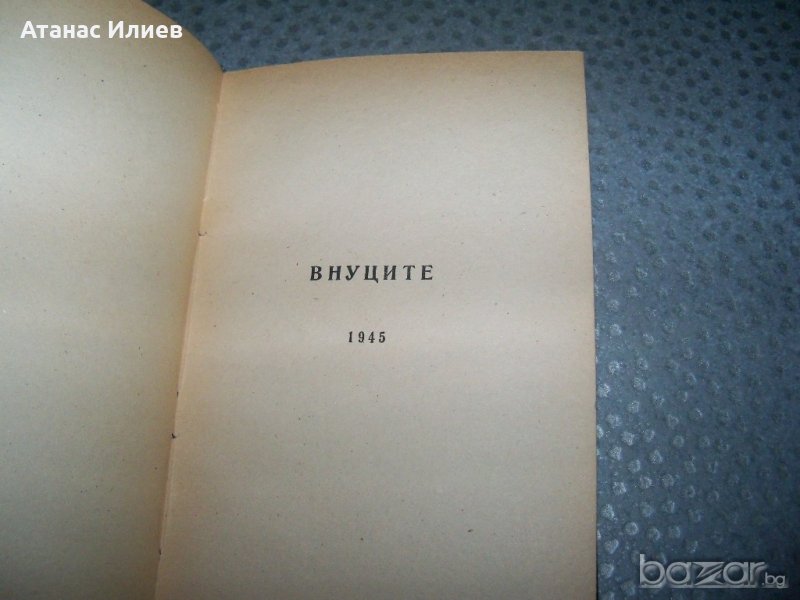 Атанас Илиев
ВНУЦИТЕ
1945
bazar.bg